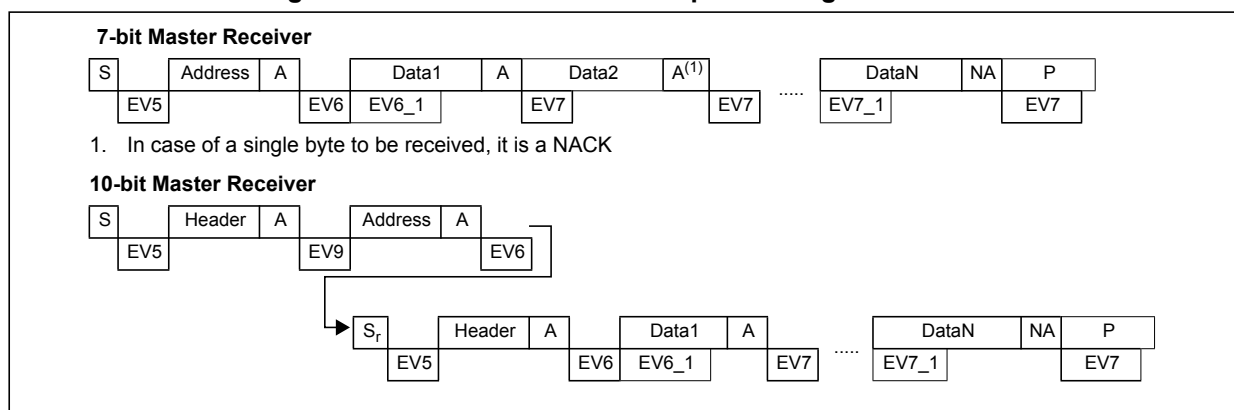 7-bit Master Receiver
S Address A Data1 A Data2 A(1) ..... DataN NA P
EV5 EV6 EV6_1 EV7 EV7 EV7_1 EV7
1. In case of a single byte to be received, it is a NACK
10-bit Master Receiver
S Header A Address A
EV5 EV9 EV6
Sr Header A Data1 A ..... DataN NA P
EV5 EV6 EV6_1 EV7 EV7_1 EV7